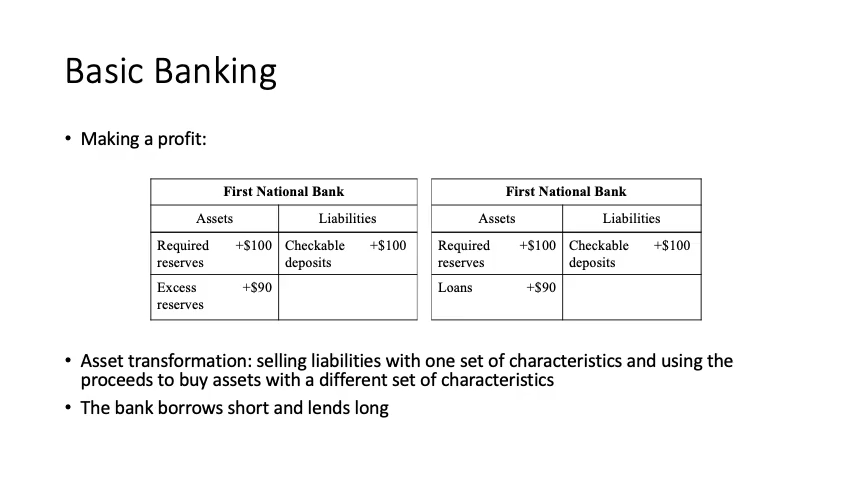 Basic Banking
• Making a profit:
First National Bank
Assets Liabilities
Required +$100 Checkable +$100
reserves deposits
Excess +$90
reserves
First National Bank
Assets Liabilities
Required +$100 Checkable +$100
reserves deposits
Loans +$90
• Asset transformation: selling liabilities with one set of characteristics and using the
proceeds to buy assets with a different set of characteristics
• The bank borrows short and lends long